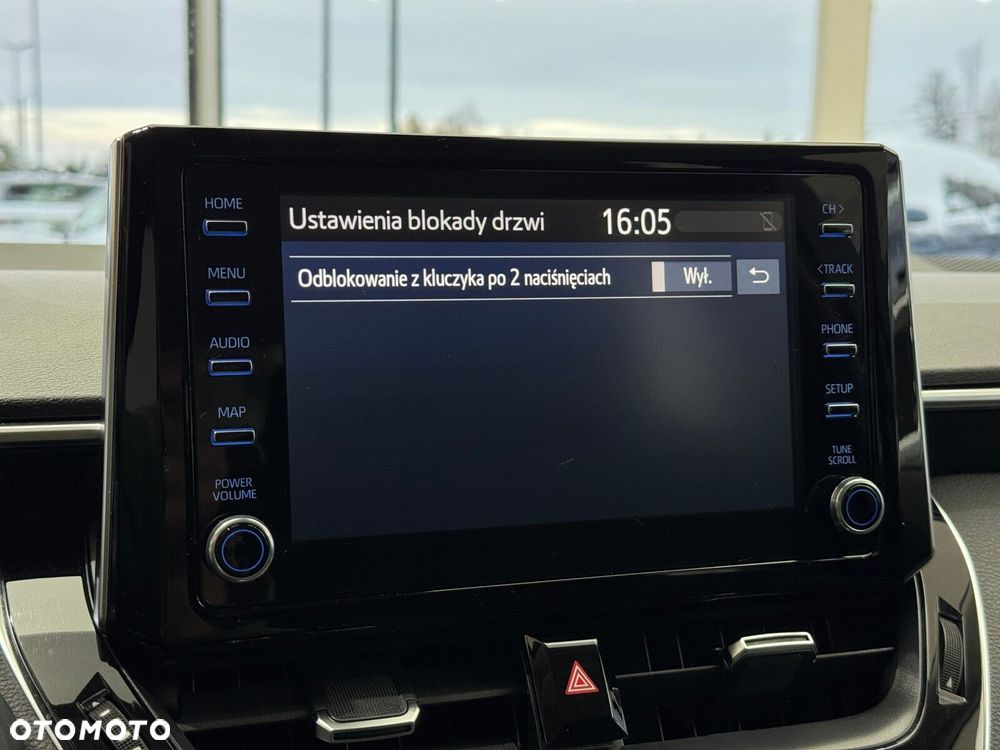 HOME
MENU
AUDIO
MAP
POWER
VOLUME
Ustawienia blokady drzwi 16:05
Odblokowanie z kluczyka po 2 naciśnięciach Wył.
CH >
< TRACK
PHONE
SETUP
TUNE
SCROLL
OTOMOTO